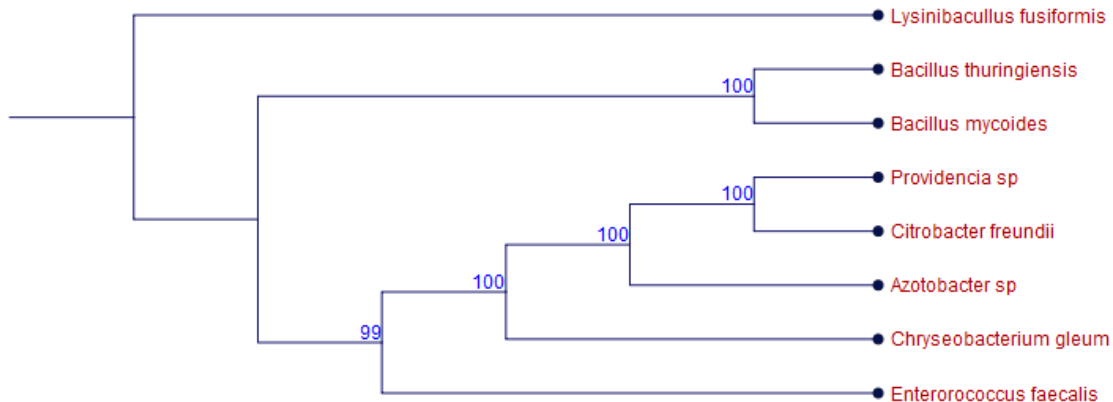 Lysinibacullus fusiformis
Bacillus thuringiensis
100
Bacillus mycoides
Providencia sp
100
Citrobacter freundii
100
Azotobacter sp
100
Chryseobacterium gleum
99
Enterorococcus faecalis